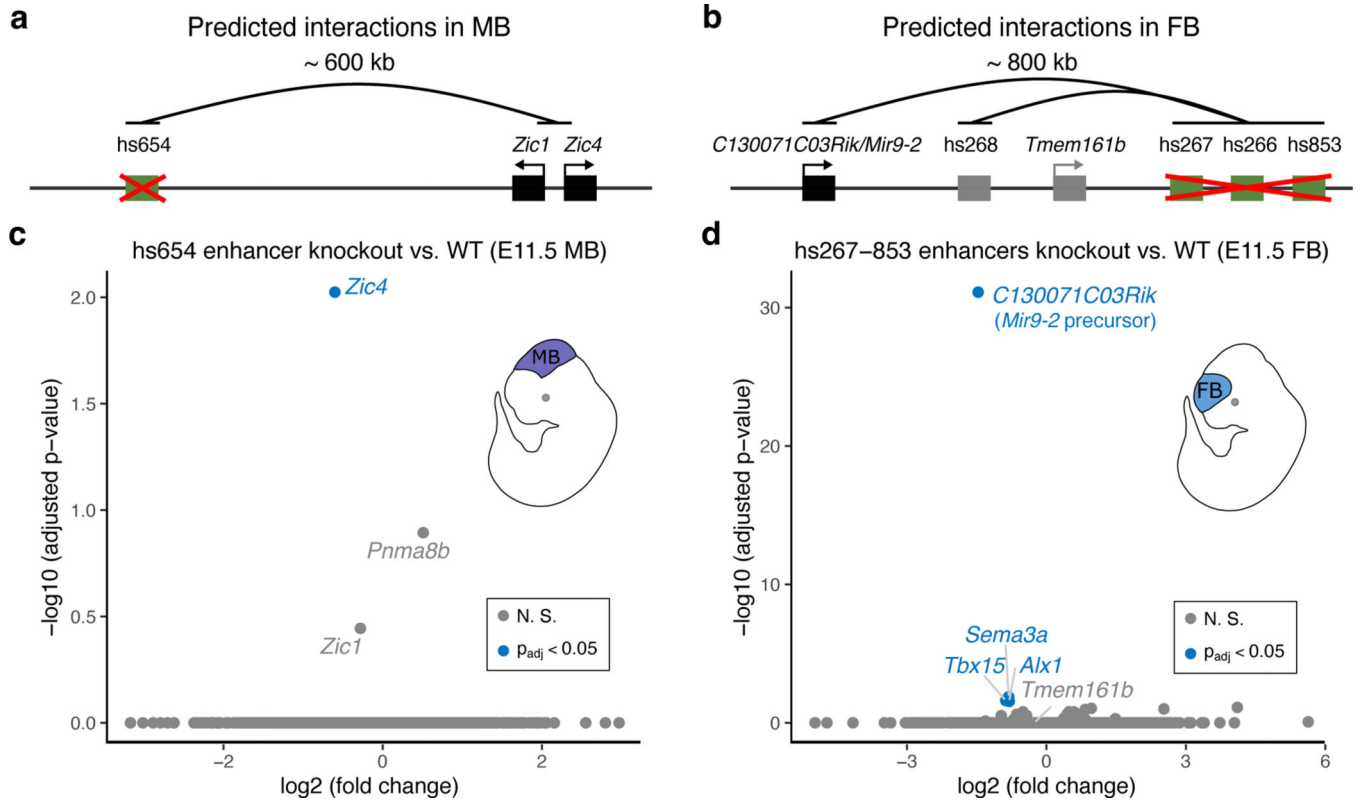 a
Predicted interactions in MB
~ 600 kb
hs654
Zic1
Zic4
b
Predicted interactions in FB
~ 800 kb
C130071C03Rik/Mir9-2
hs268
Tmem161b
hs267
hs266
hs853
c
hs654 enhancer knockout vs. WT (E11.5 MB)
−log10 (adjusted p−value)
2.0
1.5
1.0
0.5
0.0
Zic4
MB
Pnma8b
Zic1
N. S.
padj < 0.05
−2
0
2
log2 (fold change)
d
hs267−853 enhancers knockout vs. WT (E11.5 FB)
−log10 (adjusted p−value)
30
20
10
0
C130071C03Rik
(Mir9-2 precursor)
FB
Sema3a
Tbx15
Alx1
Tmem161b
N. S.
padj < 0.05
−3
0
3
6
log2 (fold change)